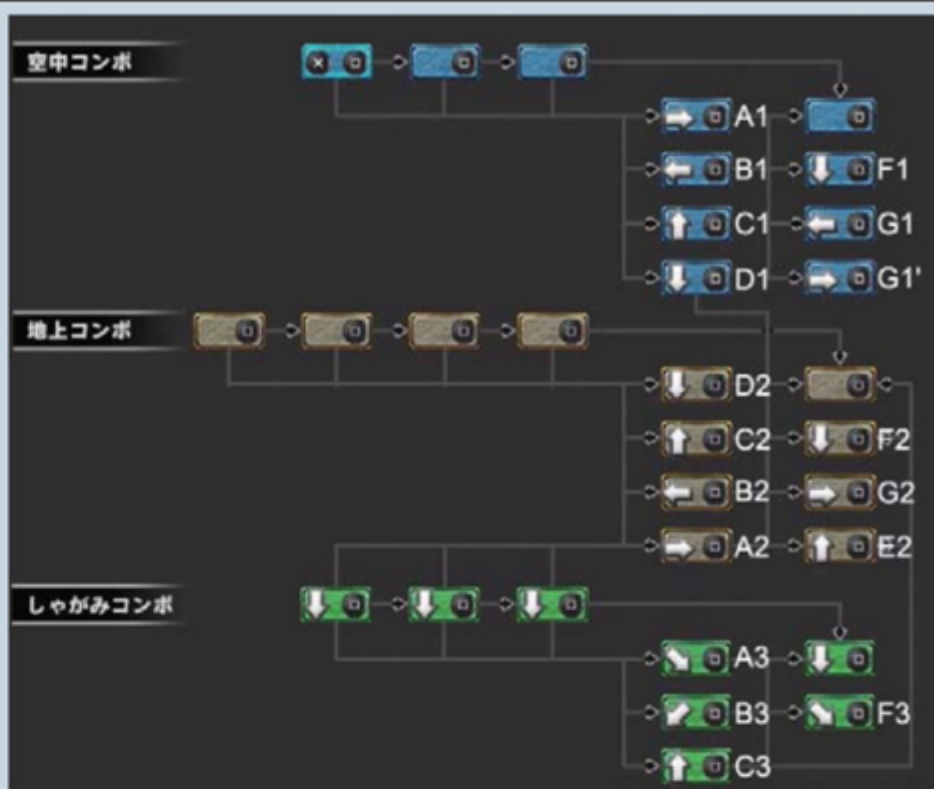 空中コンボ
A1
B1 F1
C1 G1
D1 G1'
地上コンボ
D2
C2 F2
B2 G2
A2 E2
しゃがみコンボ
A3
B3 F3
C3